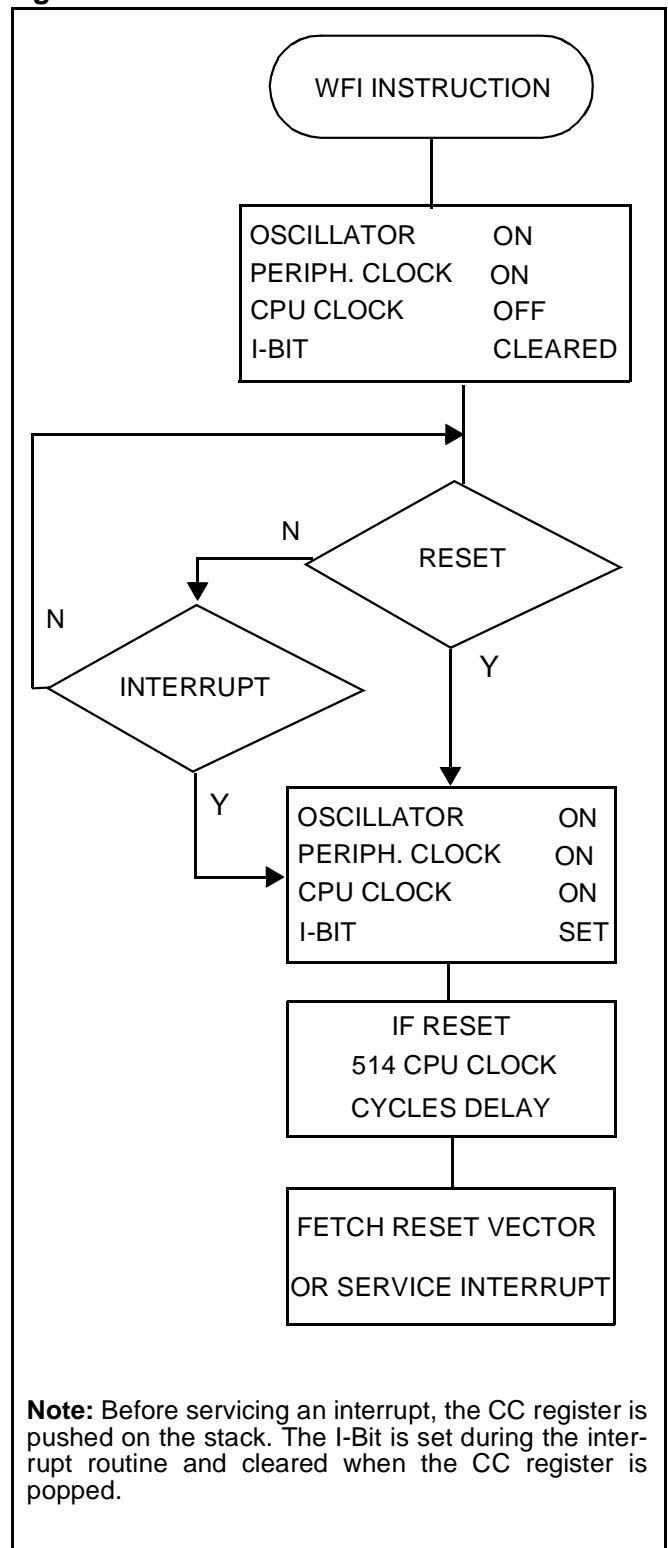 WFI INSTRUCTION
OSCILLATOR ON
PERIPH. CLOCK ON
CPU CLOCK OFF
I-BIT CLEARED
N
RESET
N
INTERRUPT
Y
Y
OSCILLATOR ON
PERIPH. CLOCK ON
CPU CLOCK ON
I-BIT SET
IF RESET
514 CPU CLOCK
CYCLES DELAY
FETCH RESET VECTOR
OR SERVICE INTERRUPT
Note: Before servicing an interrupt, the CC register is
pushed on the stack. The I-Bit is set during the inter-
rupt routine and cleared when the CC register is
popped.